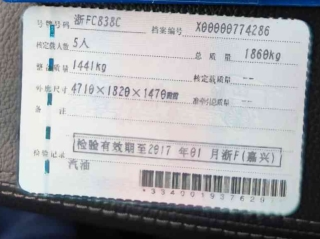 号牌号码 浙FC838C 档案编号 X00000774286
核定载人数 5人 总质量 1860kg
整备质量 1441kg 核定载质量 --
外廓尺寸 4710×1820×1470mm 准牵引总质量 --
备注
检验有效期至2017年01月浙F(嘉兴)
检验记录
汽油